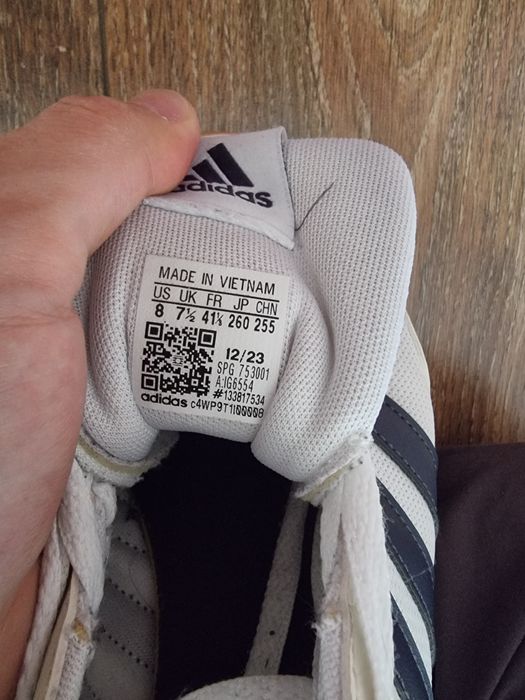 adidas
MADE IN VIETNAM
US UK FR JP CHN
8 7½ 41⅓ 260 255
12/23
SPG 753001
A:IG6554
#133817534
adidas c4WP9T1I00008